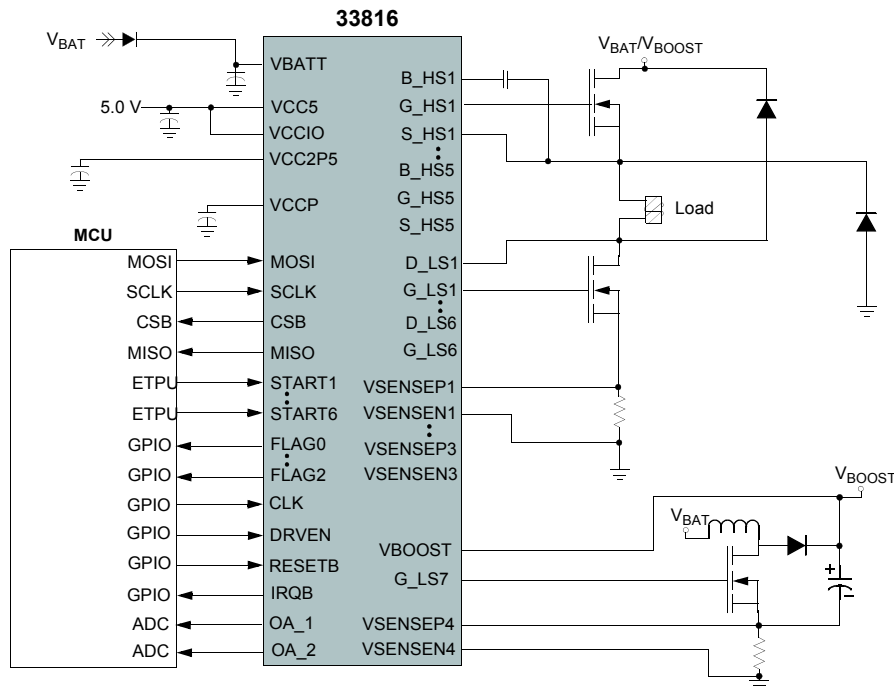 33816
V_BAT
VBATT
5.0 V
VCC5
VCCIO
VCC2P5
VCCP
MCU
MOSI
SCLK
CSB
MISO
ETPU
ETPU
GPIO
GPIO
GPIO
GPIO
GPIO
GPIO
ADC
ADC
MOSI
SCLK
CSB
MISO
START1
START6
FLAG0
FLAG2
CLK
DRVEN
RESETB
IRQB
OA_1
OA_2
B_HS1
G_HS1
S_HS1
B_HS5
G_HS5
S_HS5
D_LS1
G_LS1
D_LS6
G_LS6
VSENSEP1
VSENSEN1
VSENSEP3
VSENSEN3
VBOOST
G_LS7
VSENSEP4
VSENSEN4
V_BAT/V_BOOST
Load
V_BOOST
V_BAT
+
-